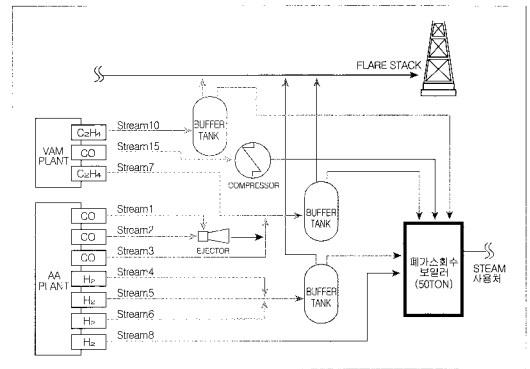 FLARE STACK
VAM PLANT
C₂H₄ Stream10
CO Stream15
C₂H₄ Stream7
BUFFER TANK
COMPRESSOR
AA PLANT
CO Stream1
CO Stream2
CO Stream3
H₂ Stream4
H₂ Stream5
H₂ Stream6
H₂ Stream8
EJECTOR
BUFFER TANK
BUFFER TANK
폐가스회수
보일러
(50TON)
STEAM
사용처